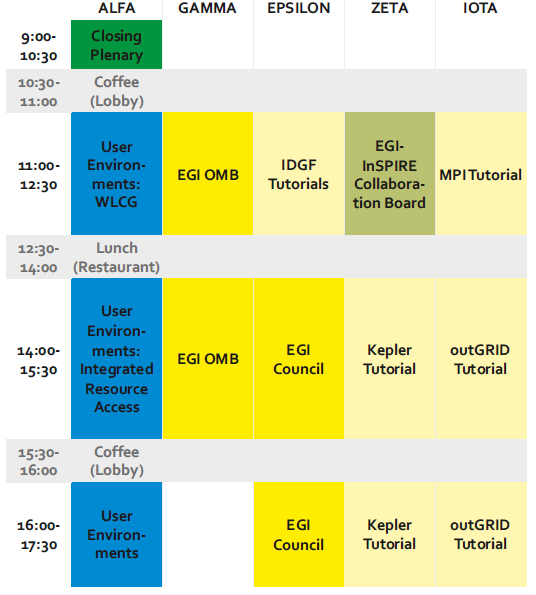 ALFA GAMMA EPSILON ZETA IOTA
9:00-
10:30
Closing
Plenary
10:30-
11:00
Coffee
(Lobby)
11:00-
12:30
User
Environ-
ments:
WLCG
EGI OMB
IDGF
Tutorials
EGI-
InSPIRE
Collabora-
tion Board
MPI Tutorial
12:30-
14:00
Lunch
(Restaurant)
14:00-
15:30
User
Environ-
ments:
Integrated
Resource
Access
EGI OMB
EGI
Council
Kepler
Tutorial
outGRID
Tutorial
15:30-
16:00
Coffee
(Lobby)
16:00-
17:30
User
Environ-
ments
EGI
Council
Kepler
Tutorial
outGRID
Tutorial